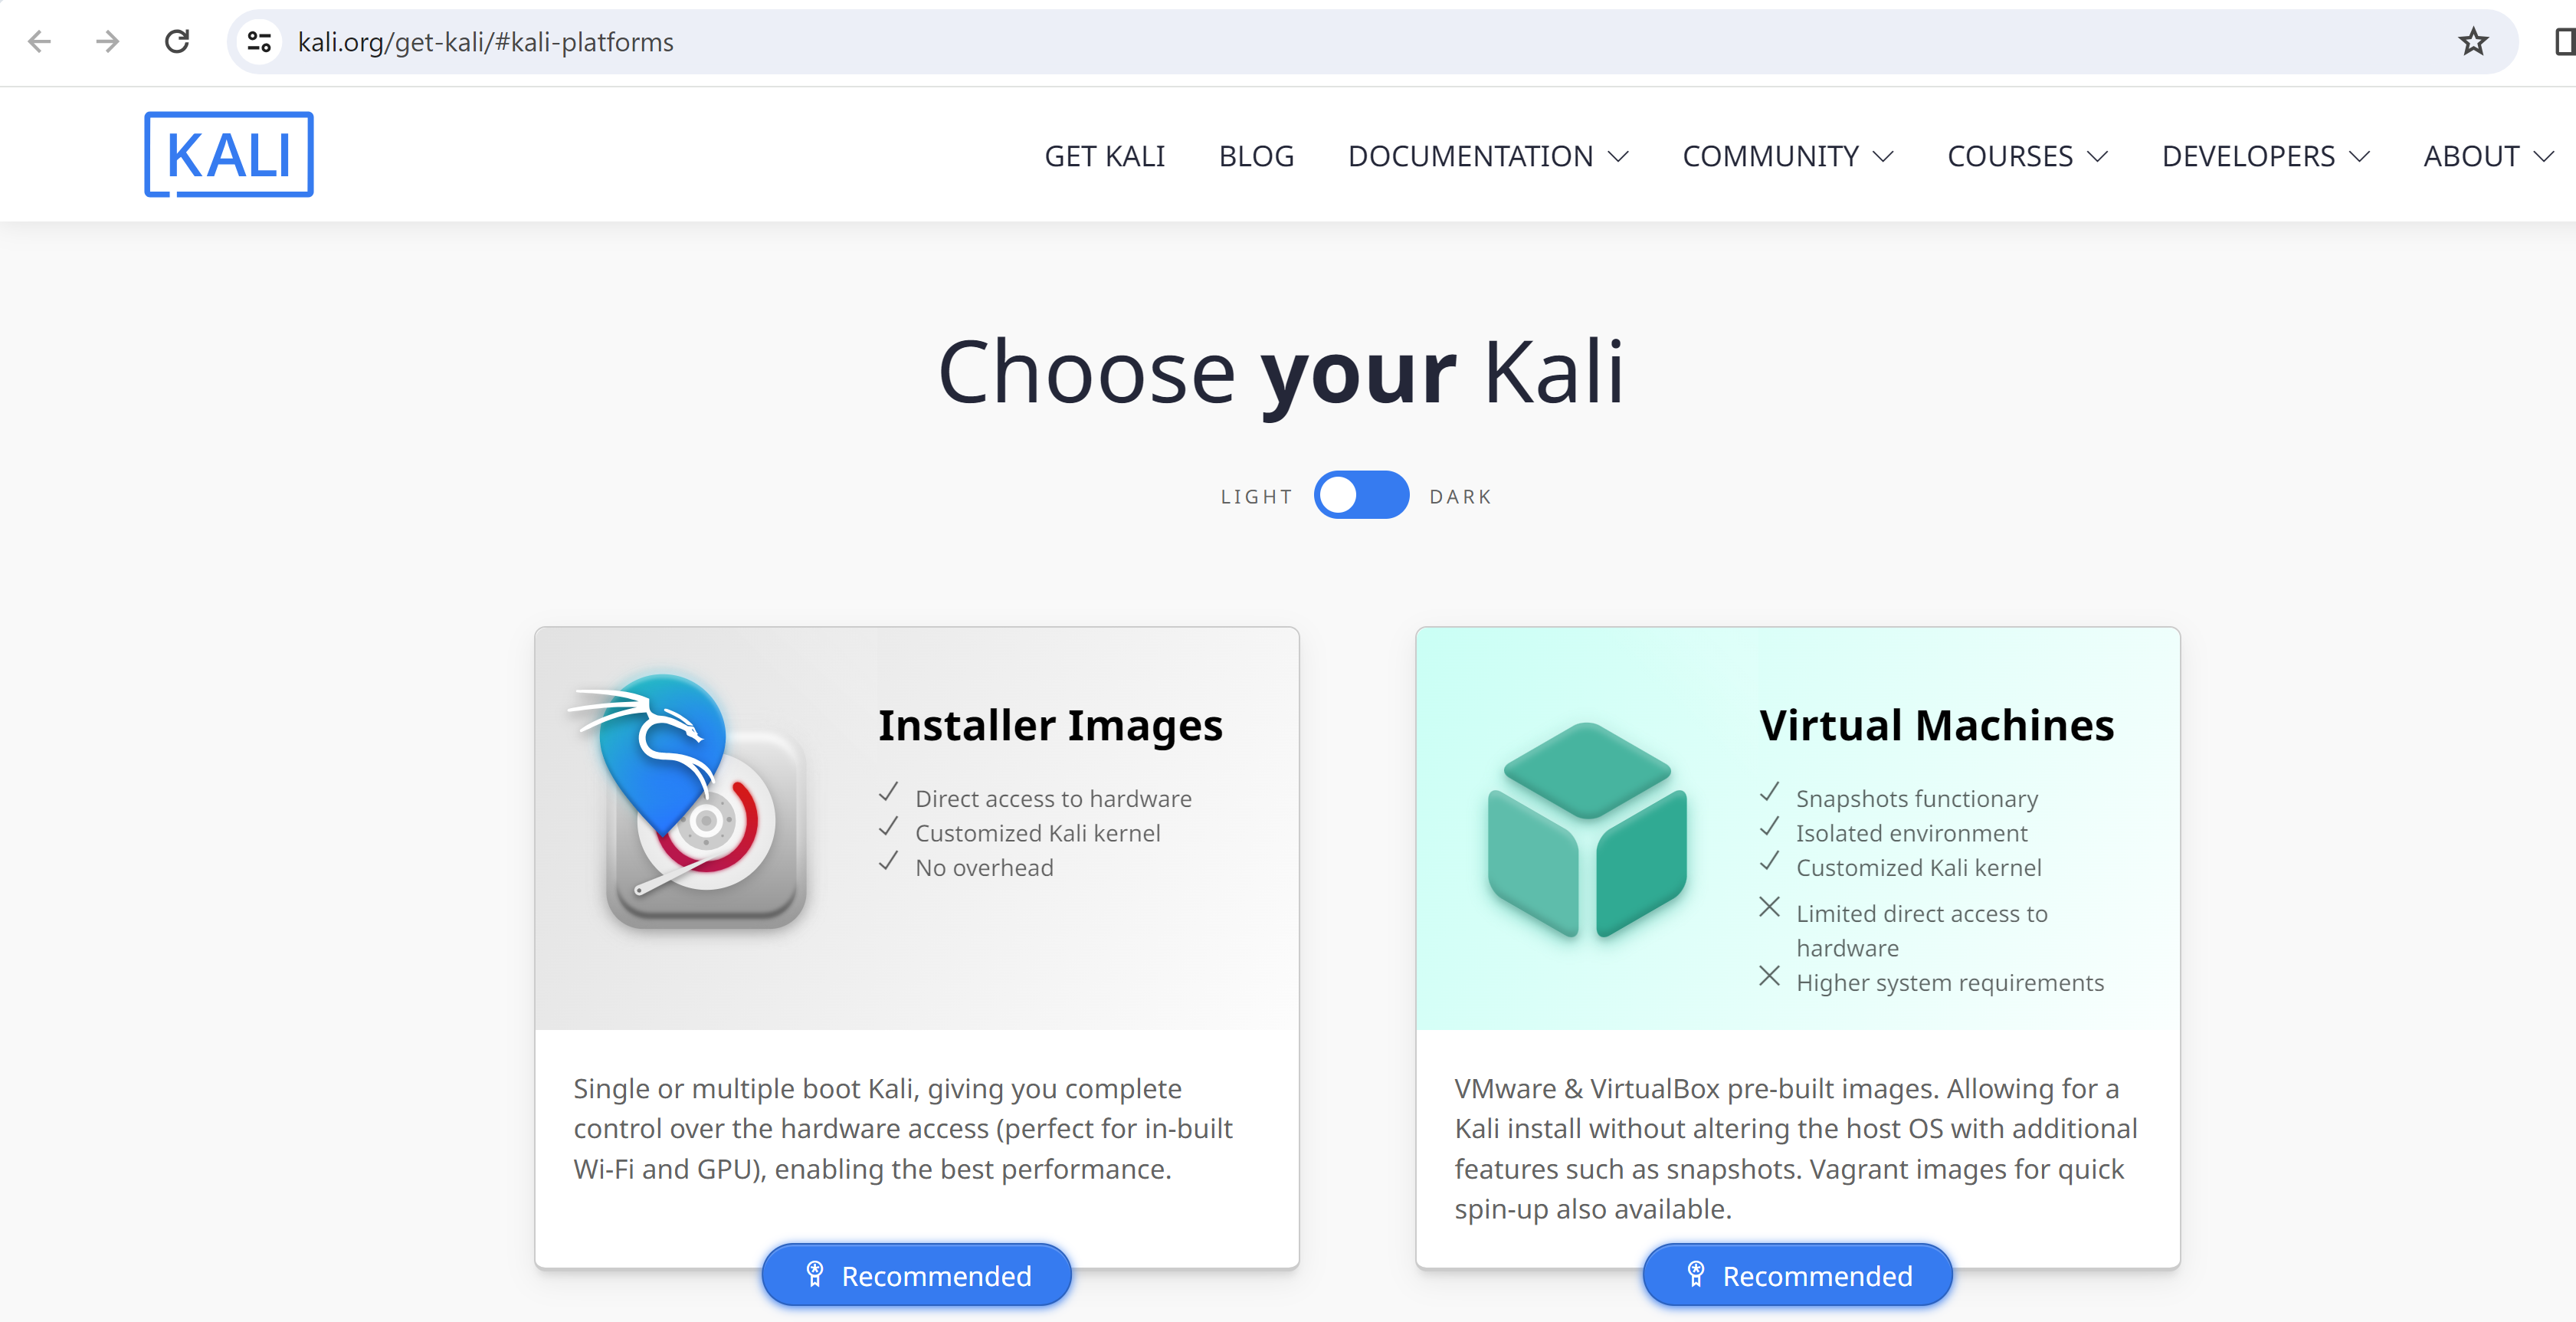 kali.org/get-kali/#kali-platforms
KALI
GET KALI BLOG DOCUMENTATION COMMUNITY COURSES DEVELOPERS ABOUT
Choose your Kali
LIGHT DARK
Installer Images
Direct access to hardware
Customized Kali kernel
No overhead
Single or multiple boot Kali, giving you complete
control over the hardware access (perfect for in-built
Wi-Fi and GPU), enabling the best performance.
Recommended
Virtual Machines
Snapshots functionary
Isolated environment
Customized Kali kernel
Limited direct access to
hardware
Higher system requirements
VMware & VirtualBox pre-built images. Allowing for a
Kali install without altering the host OS with additional
features such as snapshots. Vagrant images for quick
spin-up also available.
Recommended